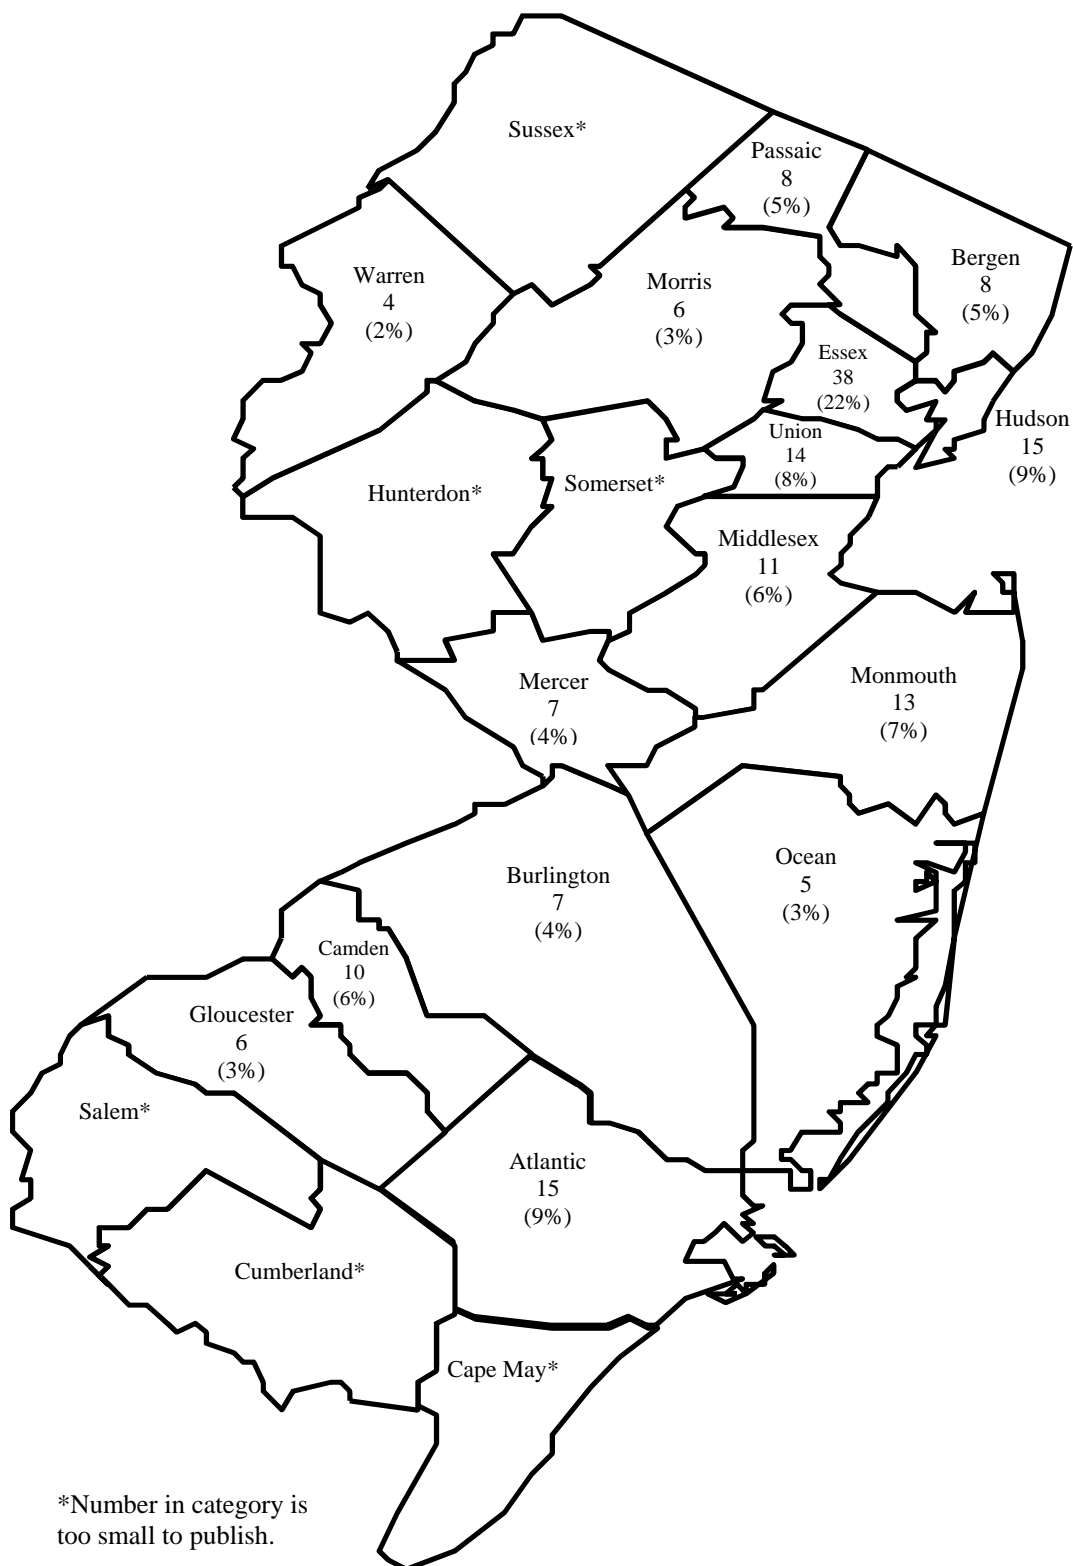 Sussex*
Passaic
8
(5%)
Bergen
8
(5%)
Warren
4
(2%)
Morris
6
(3%)
Essex
38
(22%)
Hudson
15
(9%)
Union
14
(8%)
Hunterdon*
Somerset*
Middlesex
11
(6%)
Mercer
7
(4%)
Monmouth
13
(7%)
Ocean
5
(3%)
Burlington
7
(4%)
Camden
10
(6%)
Gloucester
6
(3%)
Salem*
Atlantic
15
(9%)
Cumberland*
Cape May*
*Number in category is
too small to publish.